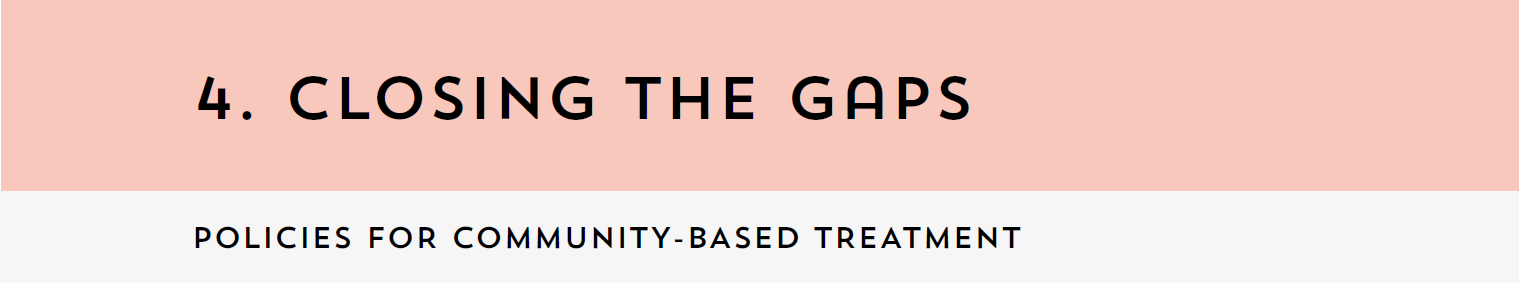 4. CLOSING THE GAPS
POLICIES FOR COMMUNITY-BASED TREATMENT